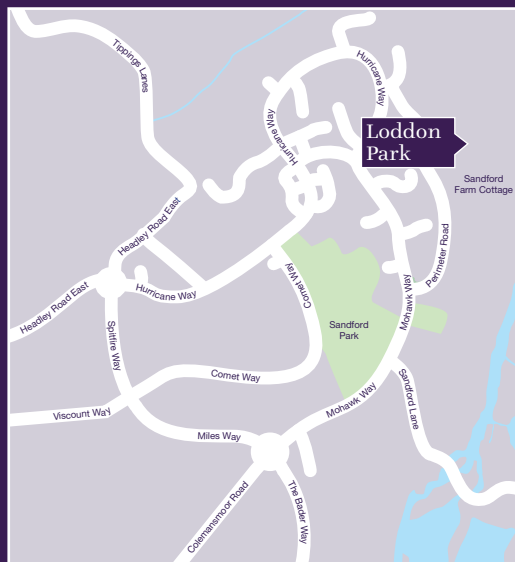 Tippings Lanes
Hurricane Way
Hurricane Way
Loddon
Park
Sandford
Farm Cottage
Headley Road East
Perimeter Road
Comet Way
Hurricane Way
Headley Road East
Mohawk Way
Sandford
Park
Spitfire Way
Comet Way
Sandford Lane
Mohawk Way
Viscount Way
Miles Way
Colemansmoor Road
The Bader Way